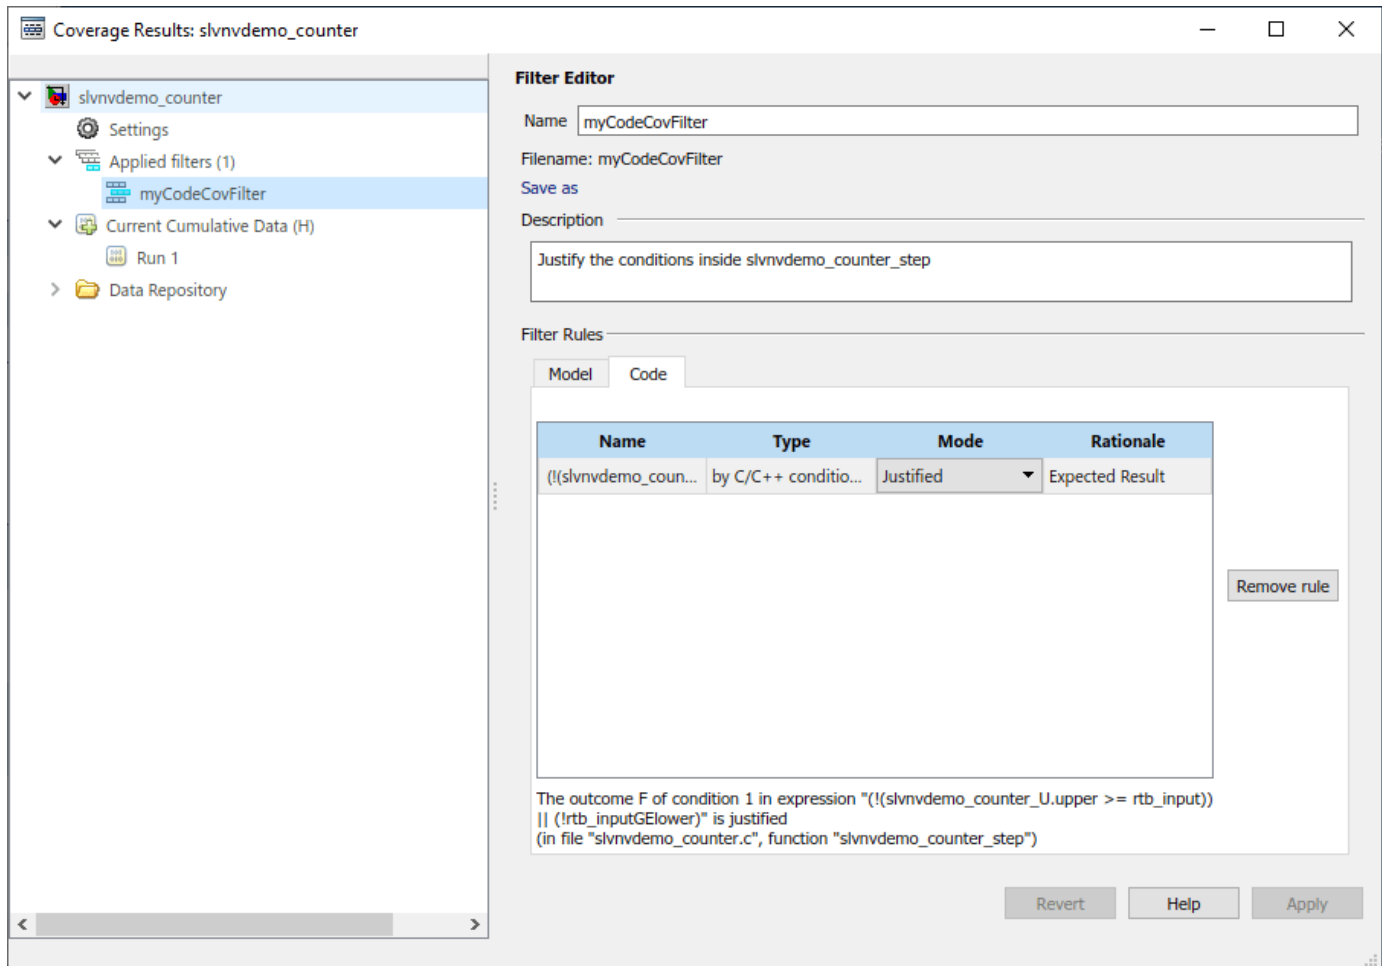 Coverage Results: slvnvdemo_counter
slvnvdemo_counter
Settings
Applied filters (1)
myCodeCovFilter
Current Cumulative Data (H)
Run 1
Data Repository
Filter Editor
Name myCodeCovFilter
Filename: myCodeCovFilter
Save as
Description
Justify the conditions inside slvnvdemo_counter_step
Filter Rules
Model Code
Name Type Mode Rationale
(!(slvnvdemo_coun... by C/C++ conditio... Justified Expected Result
Remove rule
The outcome F of condition 1 in expression "(!(slvnvdemo_counter_U.upper >= rtb_input))
|| (!rtb_inputGElower)" is justified
(in file "slvnvdemo_counter.c", function "slvnvdemo_counter_step")
Revert Help Apply